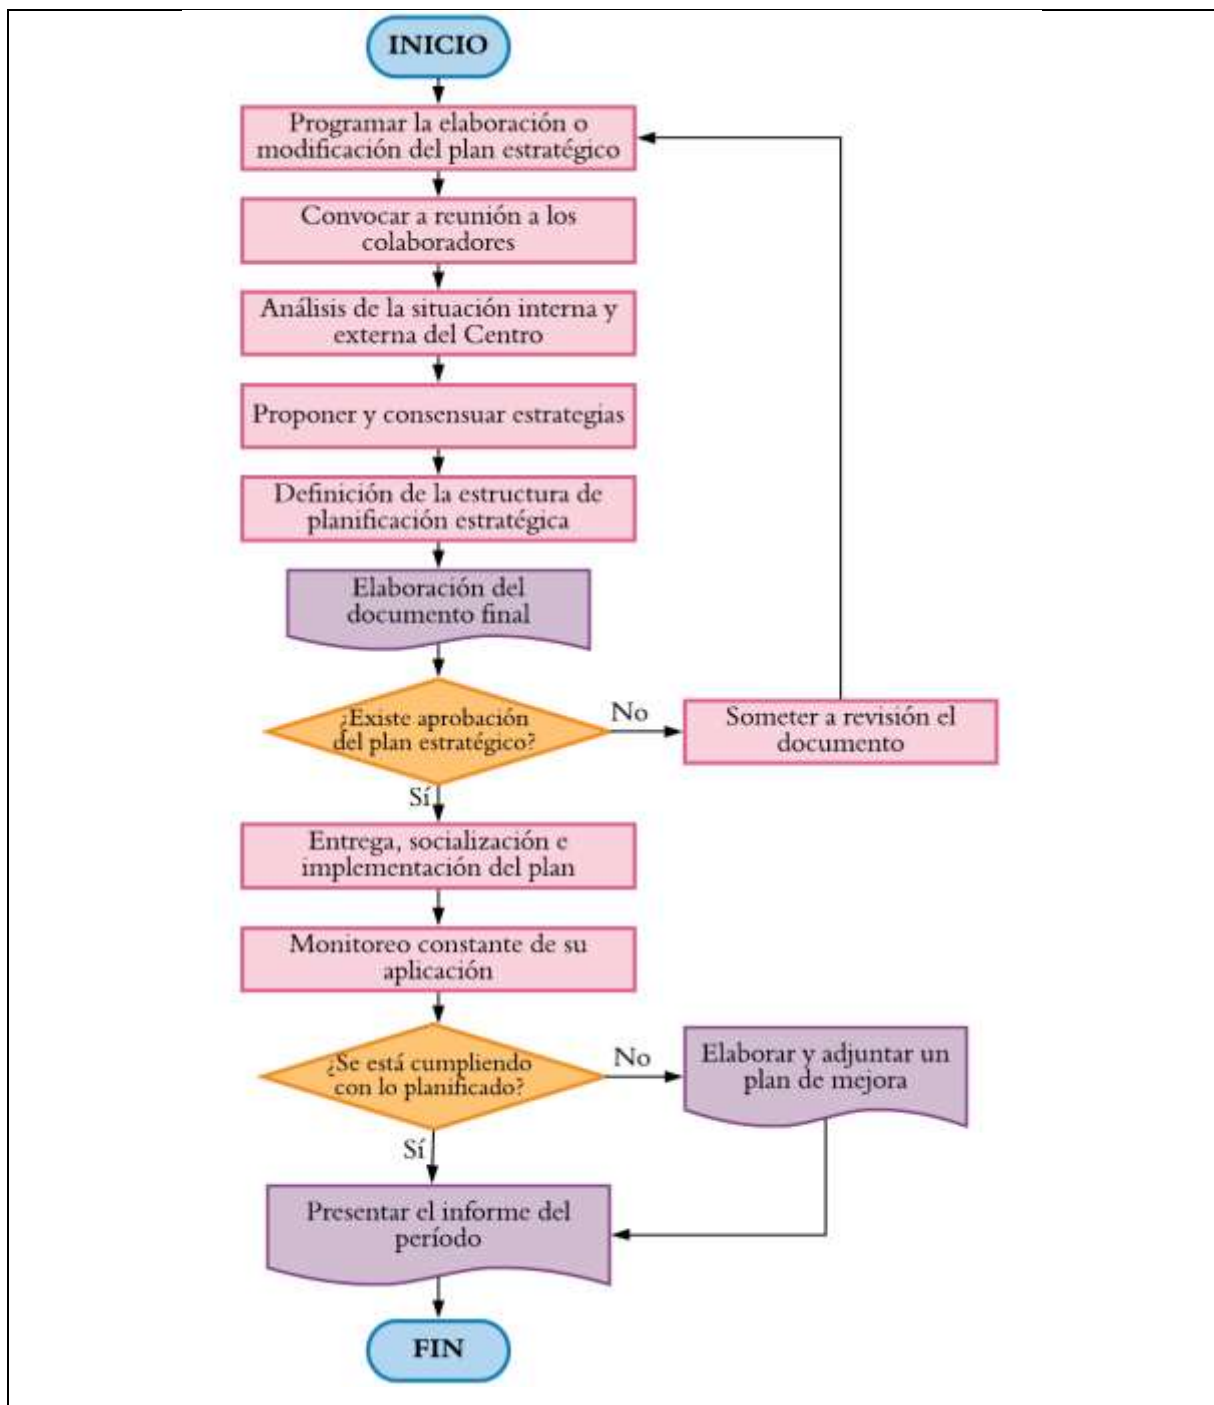 INICIO
Programar la elaboración o
modificación del plan estratégico
Convocar a reunión a los
colaboradores
Análisis de la situación interna y
externa del Centro
Proponer y consensuar estrategias
Definición de la estructura de
planificación estratégica
Elaboración del
documento final
¿Existe aprobación
del plan estratégico?
No
Someter a revisión el
documento
Sí
Entrega, socialización e
implementación del plan
Monitoreo constante de su
aplicación
¿Se está cumpliendo
con lo planificado?
No
Elaborar y adjuntar un
plan de mejora
Sí
Presentar el informe del
período
FIN